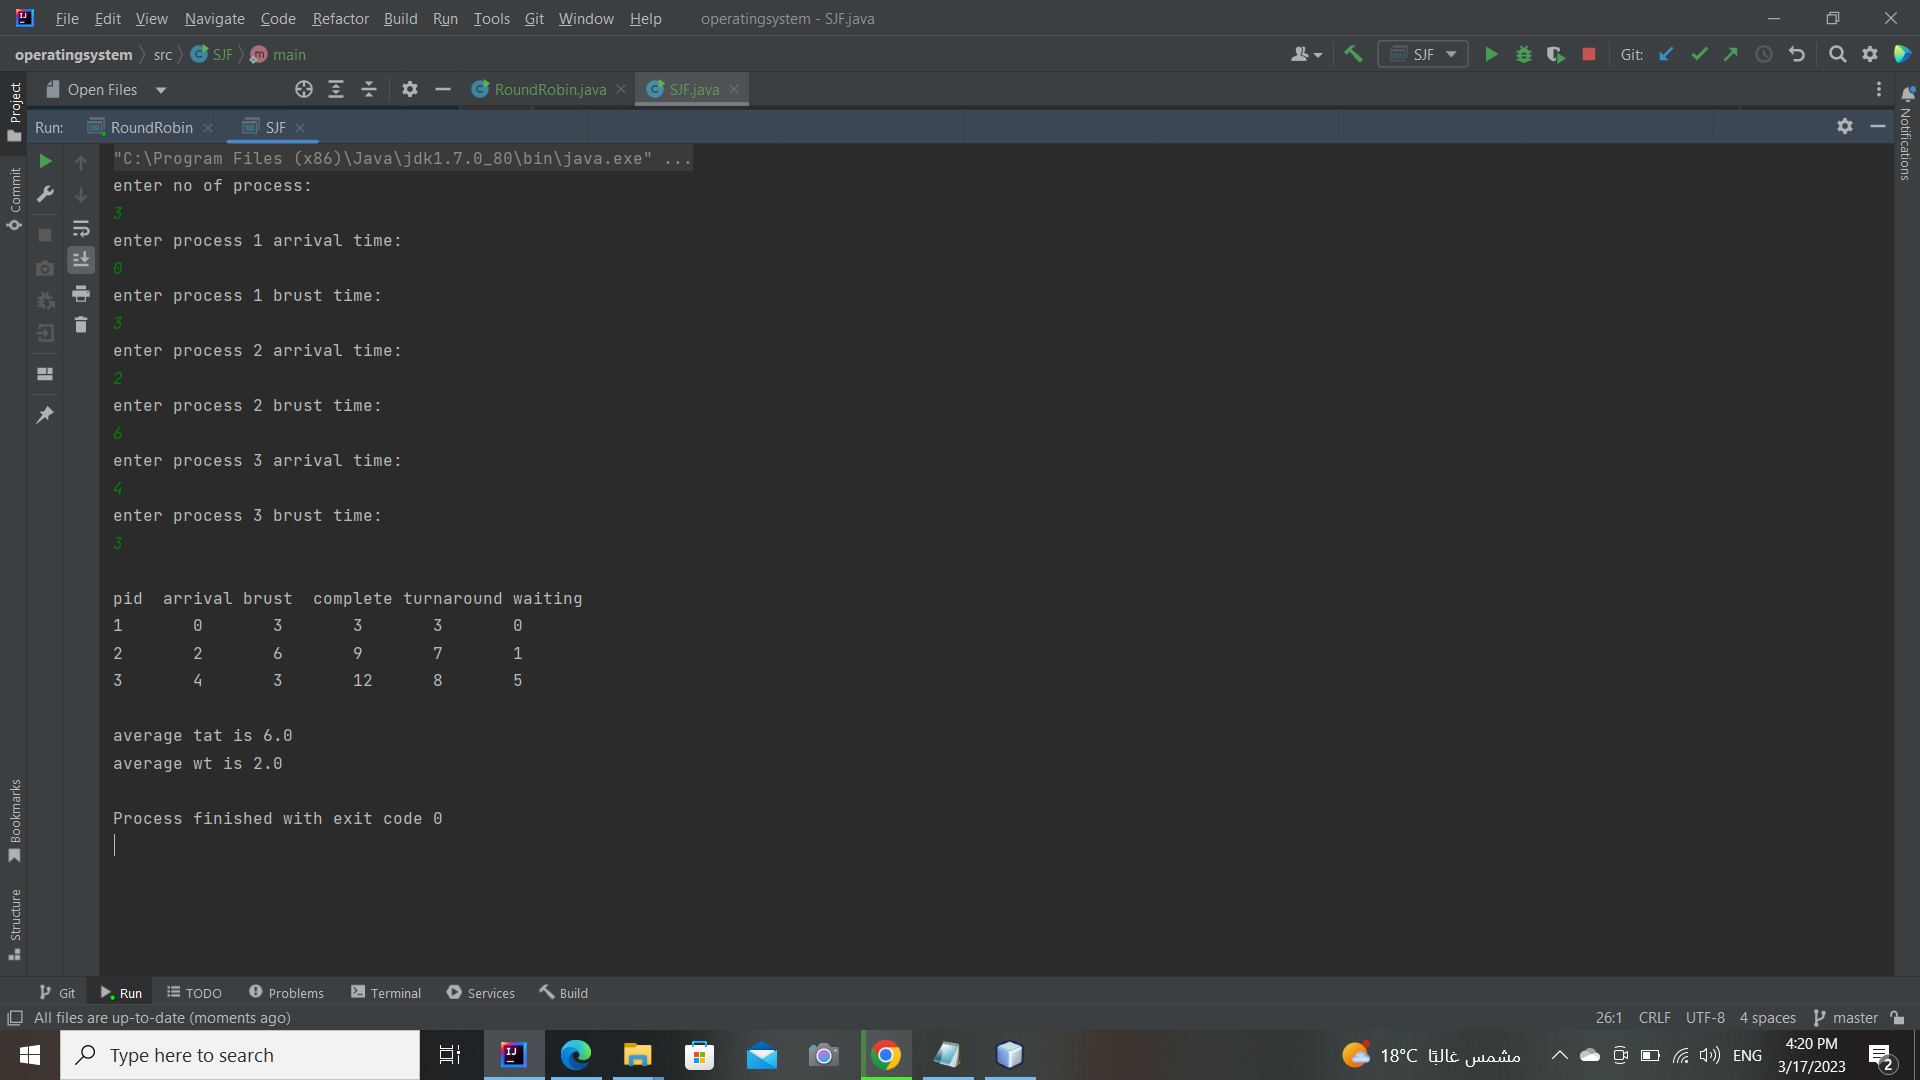 File Edit View Navigate Code Refactor Build Run Tools Git Window Help operatingsystem - SJF.java
operatingsystem src SJF main SJF Git:
Project
Open Files RoundRobin.java SJF.java
Run: RoundRobin SJF
Notifications
Commit
"C:\Program Files (x86)\Java\jdk1.7.0_80\bin\java.exe" ...
enter no of process:
3
enter process 1 arrival time:
0
enter process 1 brust time:
3
enter process 2 arrival time:
2
enter process 2 brust time:
6
enter process 3 arrival time:
4
enter process 3 brust time:
3
pid arrival brust complete turnaround waiting
1 0 3 3 3 0
2 2 6 9 7 1
3 4 3 12 8 5
average tat is 6.0
average wt is 2.0
Process finished with exit code 0
Bookmarks
Structure
Git Run TODO Problems Terminal Services Build
All files are up-to-date (moments ago) 26:1 CRLF UTF-8 4 spaces master
Type here to search 18°C مشمس غالبًا ENG 4:20 PM
3/17/2023 2